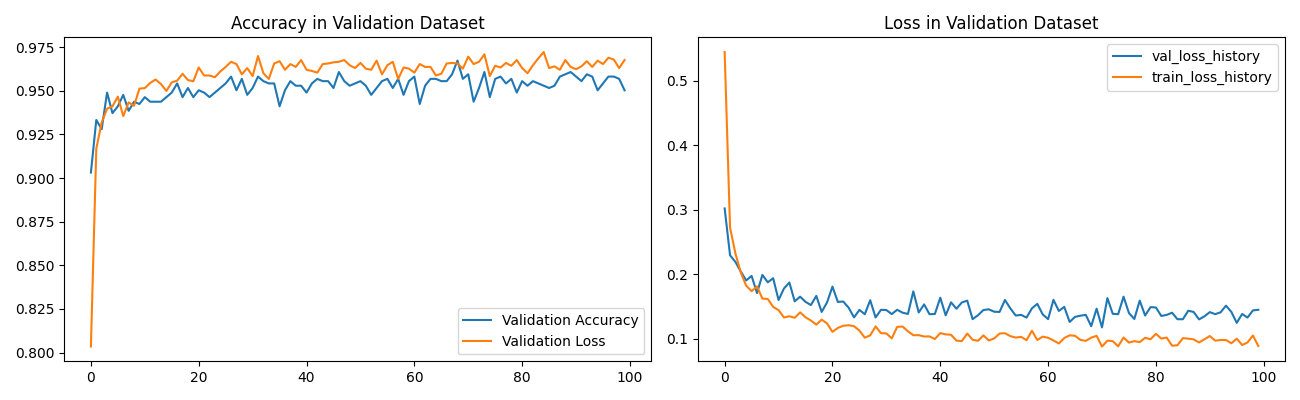 Accuracy in Validation Dataset
0.975
0.950
0.925
0.900
0.875
0.850
0.825
0.800
0 20 40 60 80 100
Validation Accuracy
Validation Loss
Loss in Validation Dataset
0.5
0.4
0.3
0.2
0.1
0 20 40 60 80 100
val_loss_history
train_loss_history